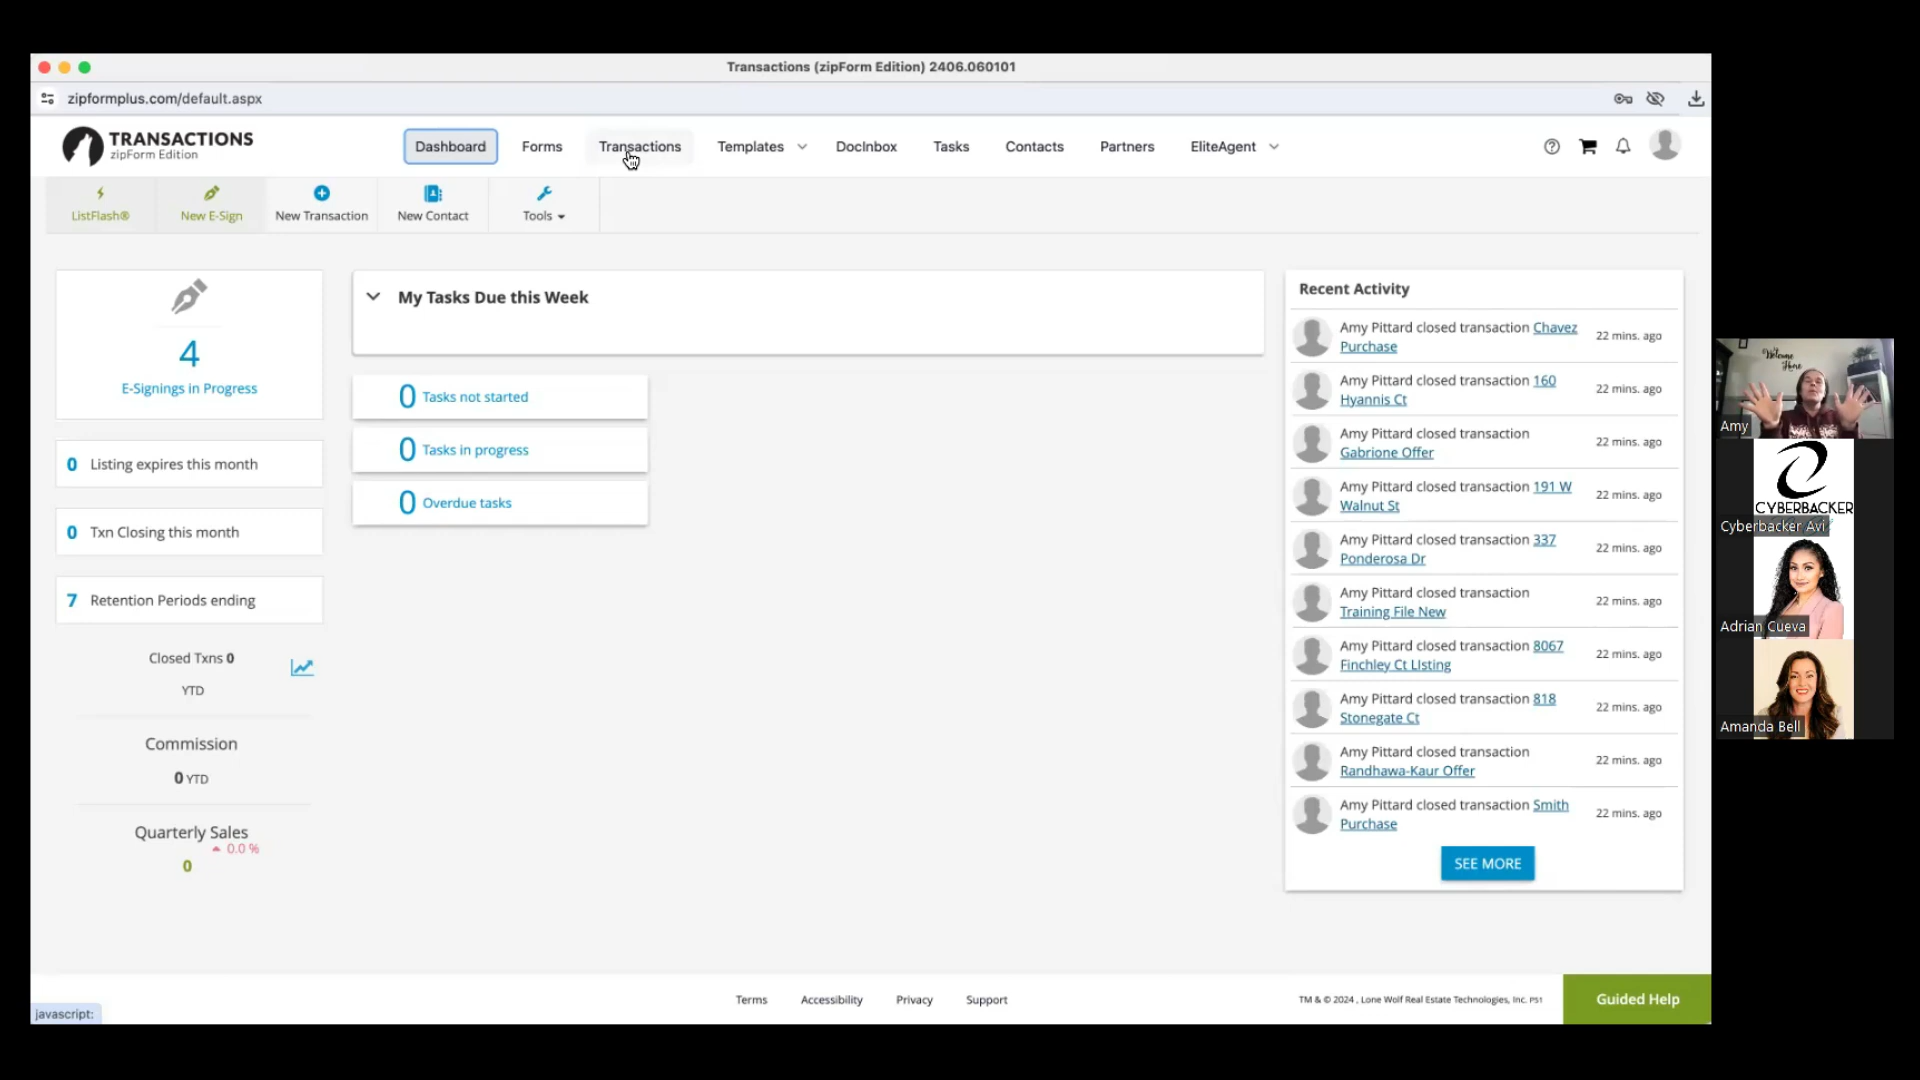 Transactions (zipForm Edition) 2406.060101
zipformplus.com/default.aspx
TRANSACTIONS
zipForm Edition
Dashboard
Forms
Transactions
Templates
DocInbox
Tasks
Contacts
Partners
EliteAgent
ListFlash®
New E-Sign
New Transaction
New Contact
Tools
4
E-Signings in Progress
0 Listing expires this month
0 Txn Closing this month
7 Retention Periods ending
Closed Txns 0
YTD
Commission
0 YTD
Quarterly Sales
0.0 %
0
My Tasks Due this Week
0 Tasks not started
0 Tasks in progress
0 Overdue tasks
Recent Activity
Amy Pittard closed transaction Chavez
Purchase
22 mins. ago
Amy Pittard closed transaction 160
Hyannis Ct
22 mins. ago
Amy Pittard closed transaction
Gabrione Offer
22 mins. ago
Amy Pittard closed transaction 191 W
Walnut St
22 mins. ago
Amy Pittard closed transaction 337
Ponderosa Dr
22 mins. ago
Amy Pittard closed transaction
Training File New
22 mins. ago
Amy Pittard closed transaction 8067
Finchley Ct LIsting
22 mins. ago
Amy Pittard closed transaction 818
Stonegate Ct
22 mins. ago
Amy Pittard closed transaction
Randhawa-Kaur Offer
22 mins. ago
Amy Pittard closed transaction Smith
Purchase
22 mins. ago
SEE MORE
Terms
Accessibility
Privacy
Support
TM & © 2024 , Lone Wolf Real Estate Technologies, Inc. PS1
Guided Help
javascript:
Welcome
Home
Amy
CYBERBACKER
Cyberbacker Avi
Adrian Cueva
Amanda Bell